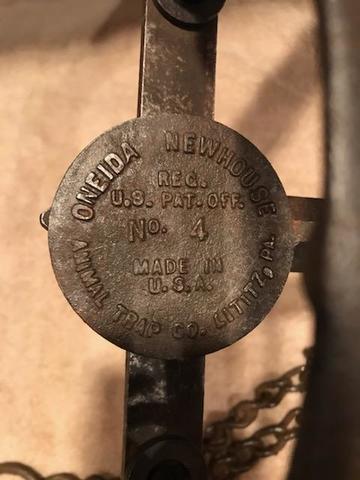 ONEIDA NEWHOUSE
REG.
U.S. PAT. OFF.
NO. 4
MADE IN
U.S.A.
ANIMAL TRAP CO. LITITZ, PA.